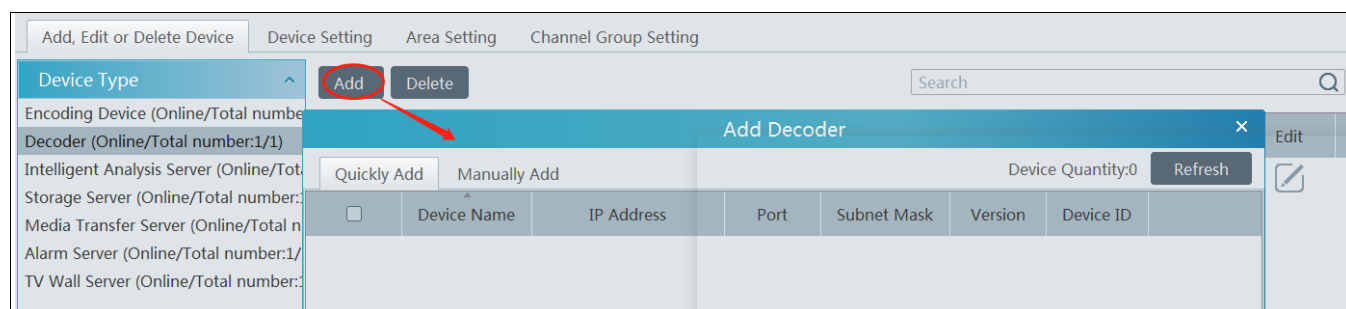 Add, Edit or Delete Device Device Setting Area Setting Channel Group Setting
Device Type
Add Delete Search
Encoding Device (Online/Total numbe
Decoder (Online/Total number:1/1)
Intelligent Analysis Server (Online/Tot
Storage Server (Online/Total number:
Media Transfer Server (Online/Total n
Alarm Server (Online/Total number:1/
TV Wall Server (Online/Total number:
Add Decoder
Edit
Quickly Add Manually Add Device Quantity:0 Refresh
Device Name IP Address Port Subnet Mask Version Device ID